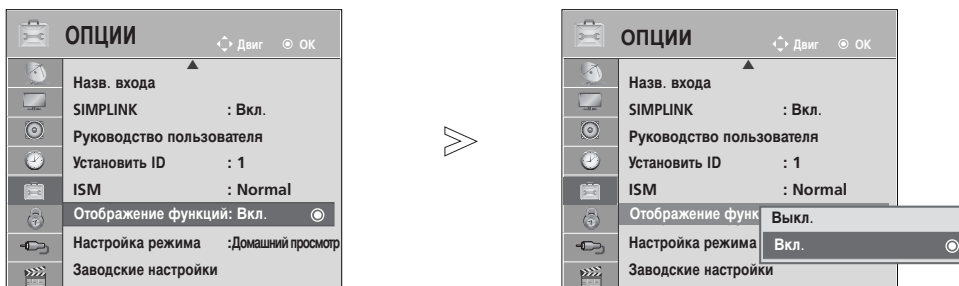 ОПЦИИ
Двиг ОК
Назв. входа
SIMPLINK : Вкл.
Руководство пользователя
Установить ID : 1
ISM : Normal
Отображение функций: Вкл.
Настройка режима :Домашний просмотр
Заводские настройки
ОПЦИИ
Двиг ОК
Назв. входа
SIMPLINK : Вкл.
Руководство пользователя
Установить ID : 1
ISM : Normal
Отображение функ
Выкл.
Настройка режима
Вкл.
Заводские настройки